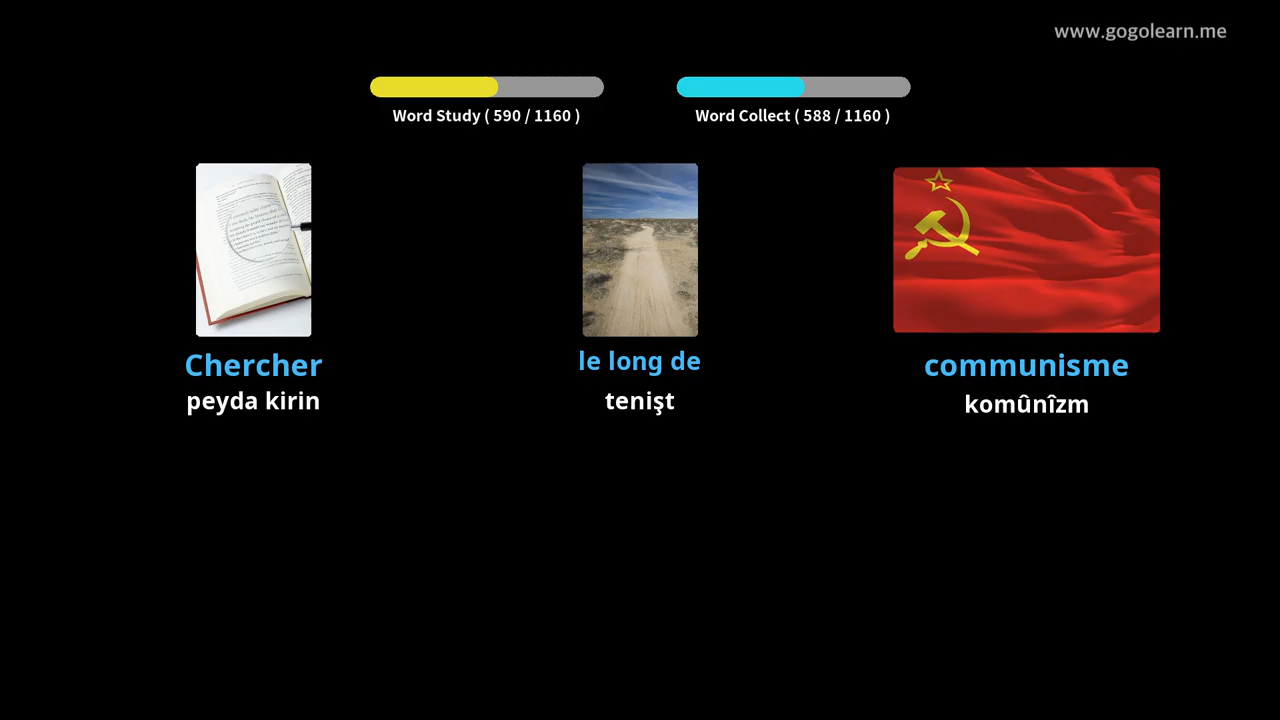 www.gogolearn.me
Word Study ( 590 / 1160 )
Word Collect ( 588 / 1160 )
Chercher
le long de
communisme
peyda kirin
tenişt
komûnîzm